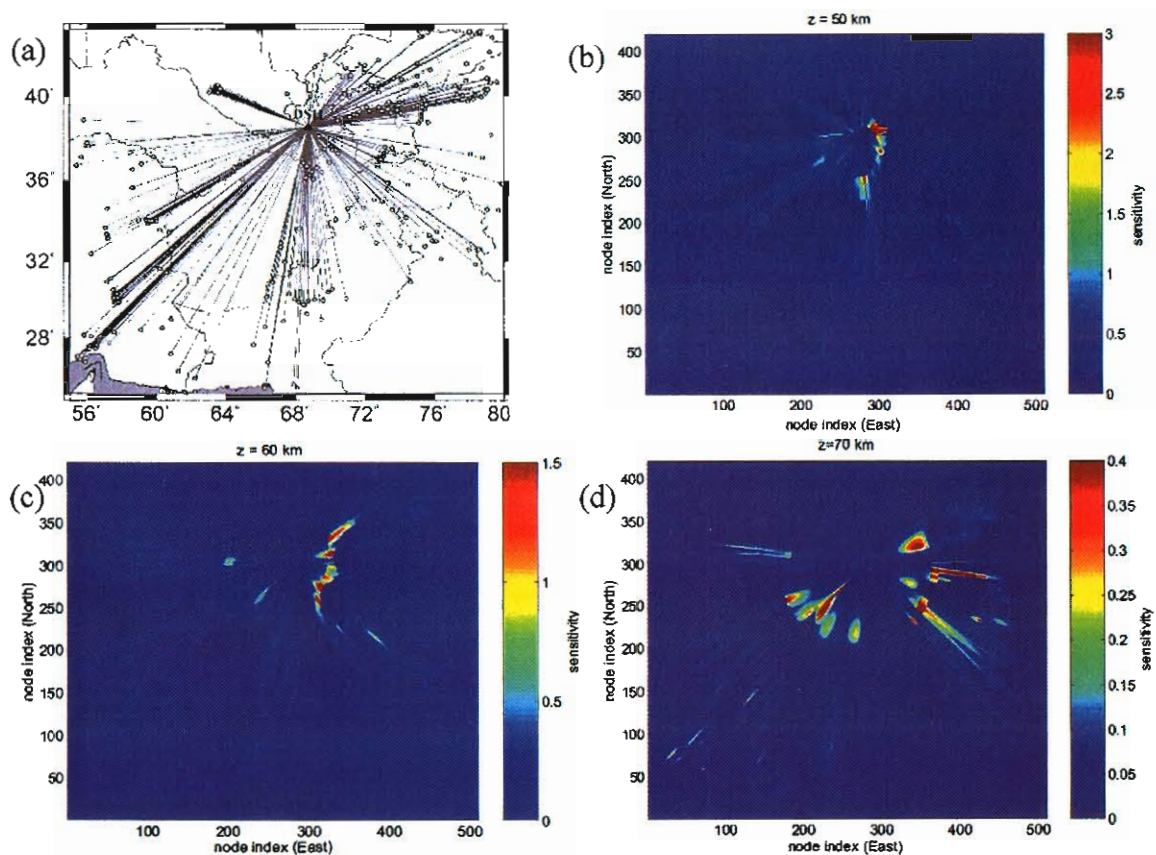 (a)
40°
36°
32°
28°
56° 60° 64° 68° 72° 76° 80
DSH
(b)
z = 50 km
400
350
300
250
200
150
100
50
node index (North)
100 200 300 400 500
node index (East)
3
2.5
2
1.5
1
0.5
0
sensitivity
(c)
z = 60 km
400
350
300
250
200
150
100
50
node index (North)
100 200 300 400 500
node index (East)
1.5
1
0.5
0
sensitivity
(d)
z=70 km
400
350
300
250
200
150
100
50
node index (North)
100 200 300 400 500
node index (East)
0.4
0.35
0.3
0.25
0.2
0.15
0.1
0.05
0
sensitivity